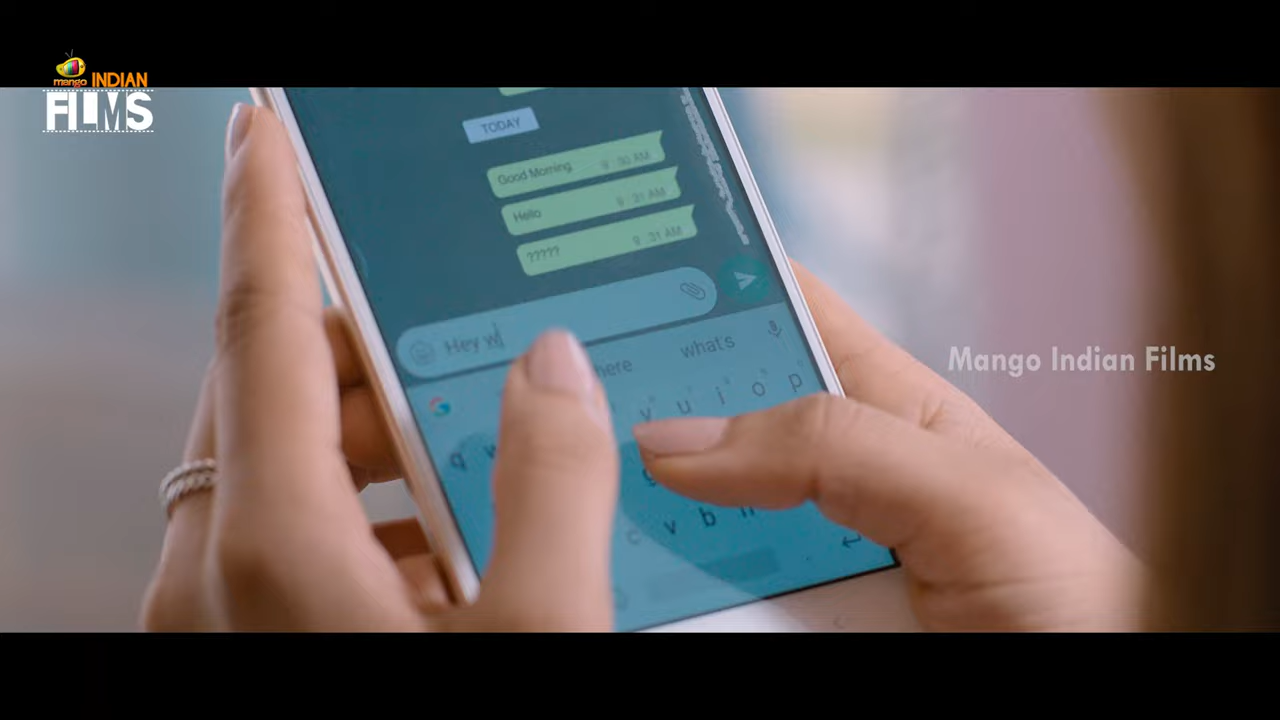 mango INDIAN
FILMS
TODAY
Good Morning 9:30 AM
Hello 9:31 AM
????? 9:31 AM
Hey w
here what's
y u i o p
q w
g
c v b n
Mango Indian Films